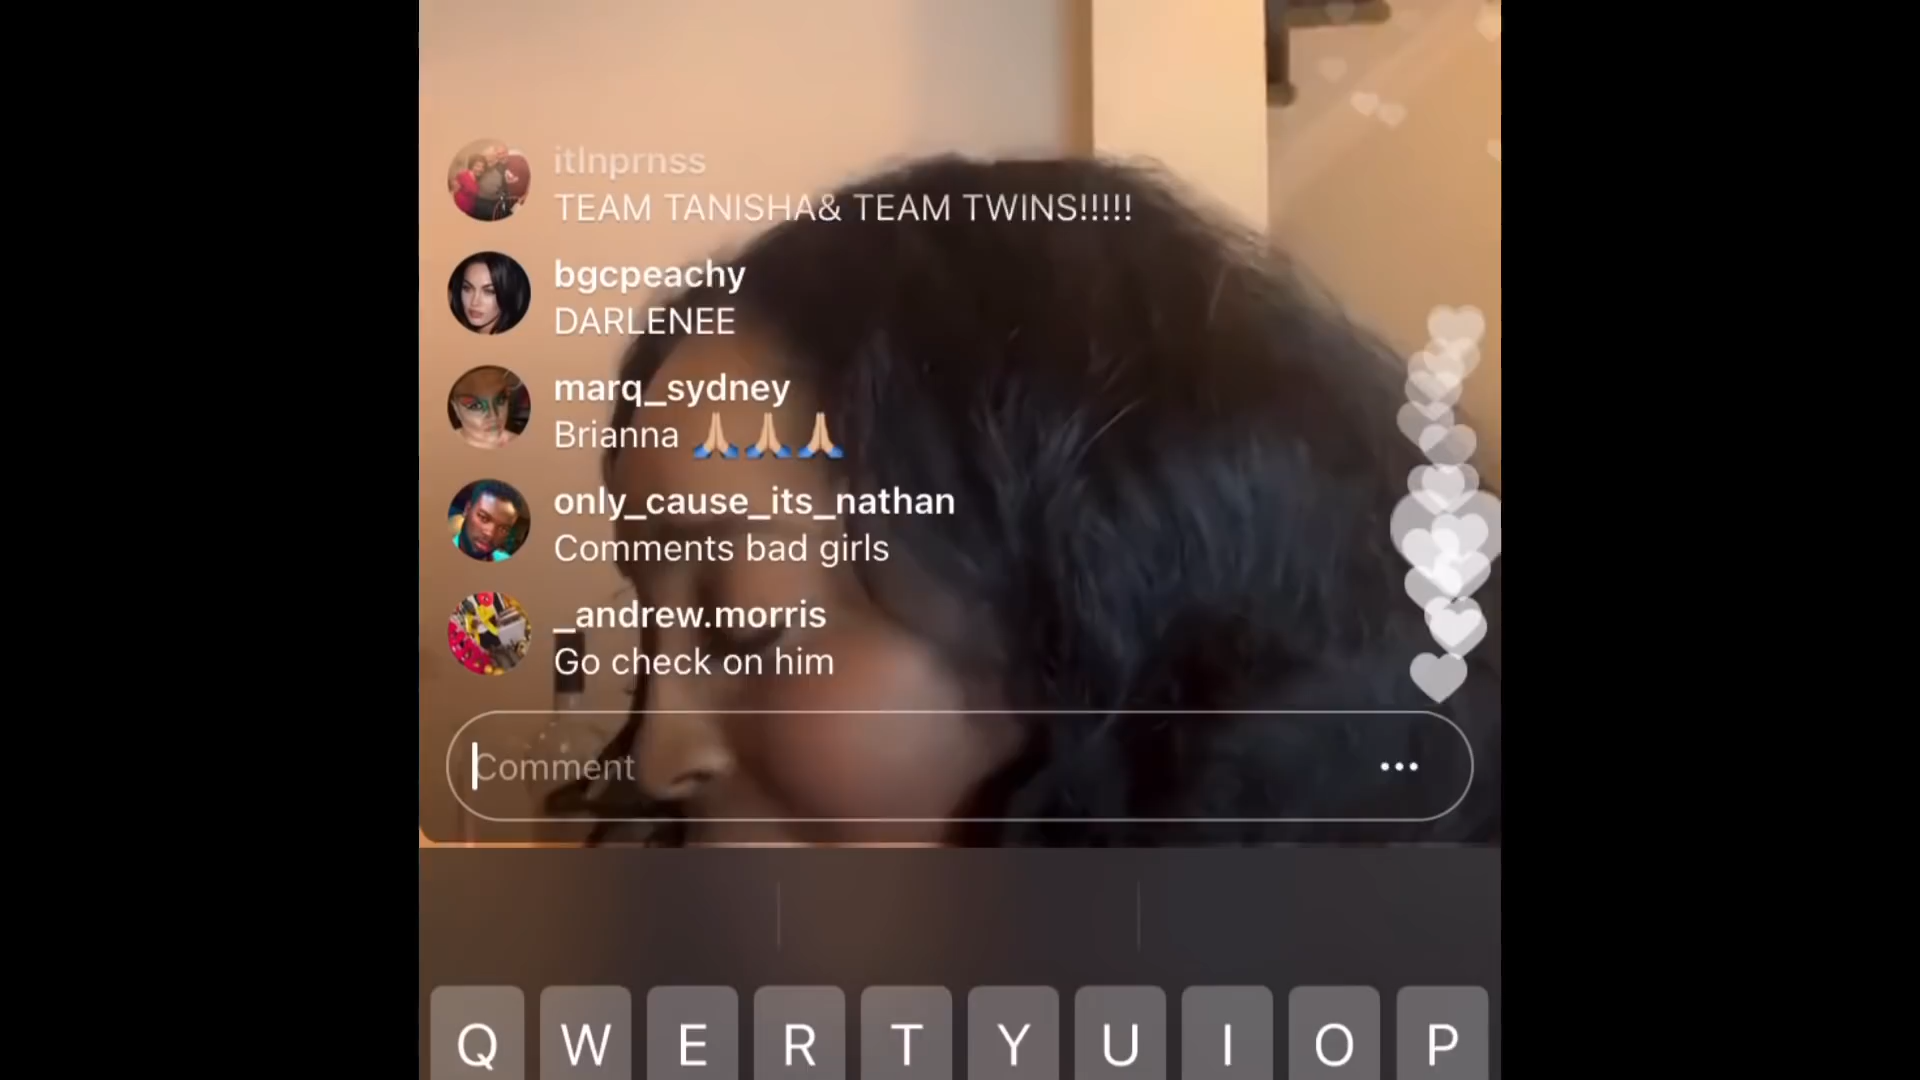 itlnprnss
TEAM TANISHA& TEAM TWINS!!!!!
bgcpeachy
DARLENEE
marq_sydney
Brianna 🙏🏼🙏🏼🙏🏼
only_cause_its_nathan
Comments bad girls
_andrew.morris
Go check on him
Comment
Q W E R T Y U I O P